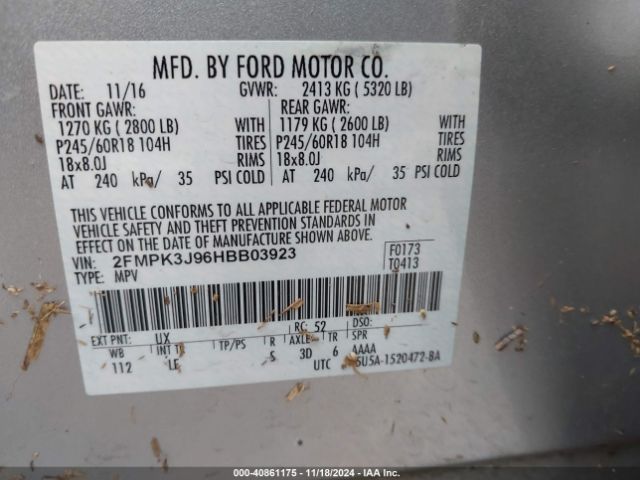 MFD. BY FORD MOTOR CO.
DATE: 11/16 GVWR: 2413 KG ( 5320 LB)
FRONT GAWR: REAR GAWR:
1270 KG ( 2800 LB) WITH 1179 KG ( 2600 LB) WITH
P245/60R18 104H TIRES P245/60R18 104H TIRES
18x8.0J RIMS 18x8.0J RIMS
AT 240 kPa/ 35 PSI COLD AT 240 kPa/ 35 PSI COLD
THIS VEHICLE CONFORMS TO ALL APPLICABLE FEDERAL MOTOR
VEHICLE SAFETY AND THEFT PREVENTION STANDARDS IN
EFFECT ON THE DATE OF MANUFACTURE SHOWN ABOVE.
VIN: 2FMPK3J96HBB03923 F0173
TYPE: MPV T0413
EXT PNT: UX RC: 52 DSO:
WB INT TR TP/PS R AXLE TR SPR
112 LE S 3D 6 AAAA
UTC
000-40861175 - 11/18/2024 - IAA Inc.